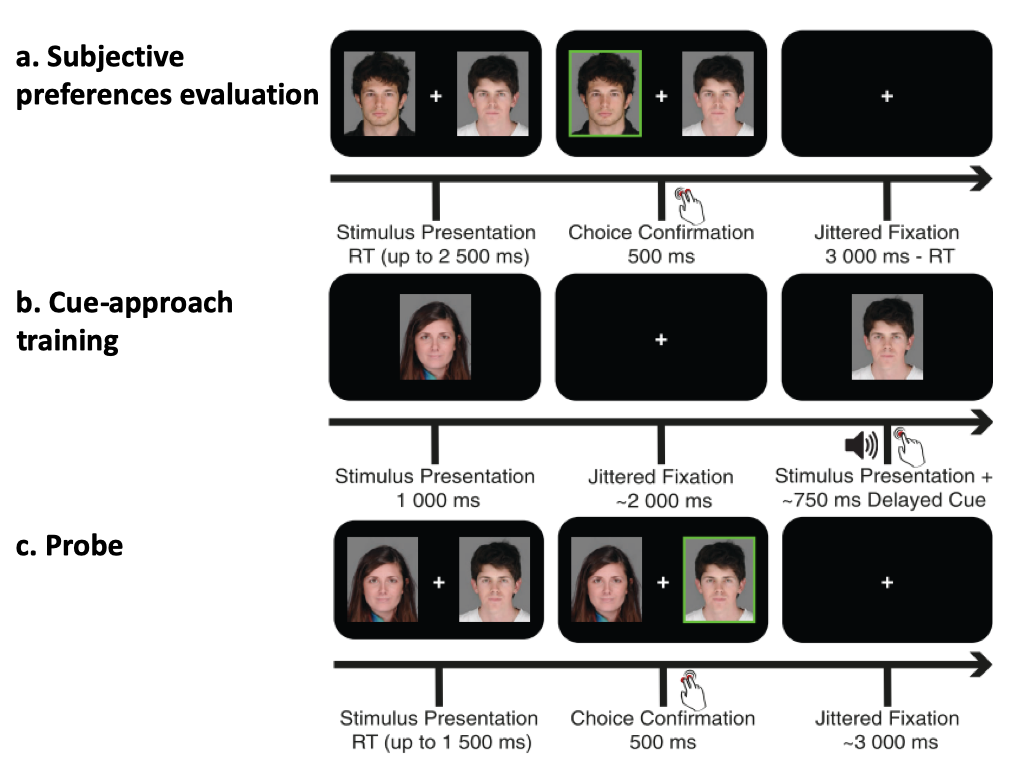 a. Subjective
preferences evaluation
Stimulus Presentation
RT (up to 2 500 ms)
Choice Confirmation
500 ms
Jittered Fixation
3 000 ms - RT
b. Cue-approach
training
Stimulus Presentation
1 000 ms
Jittered Fixation
~2 000 ms
Stimulus Presentation +
~750 ms Delayed Cue
c. Probe
Stimulus Presentation
RT (up to 1 500 ms)
Choice Confirmation
500 ms
Jittered Fixation
~3 000 ms